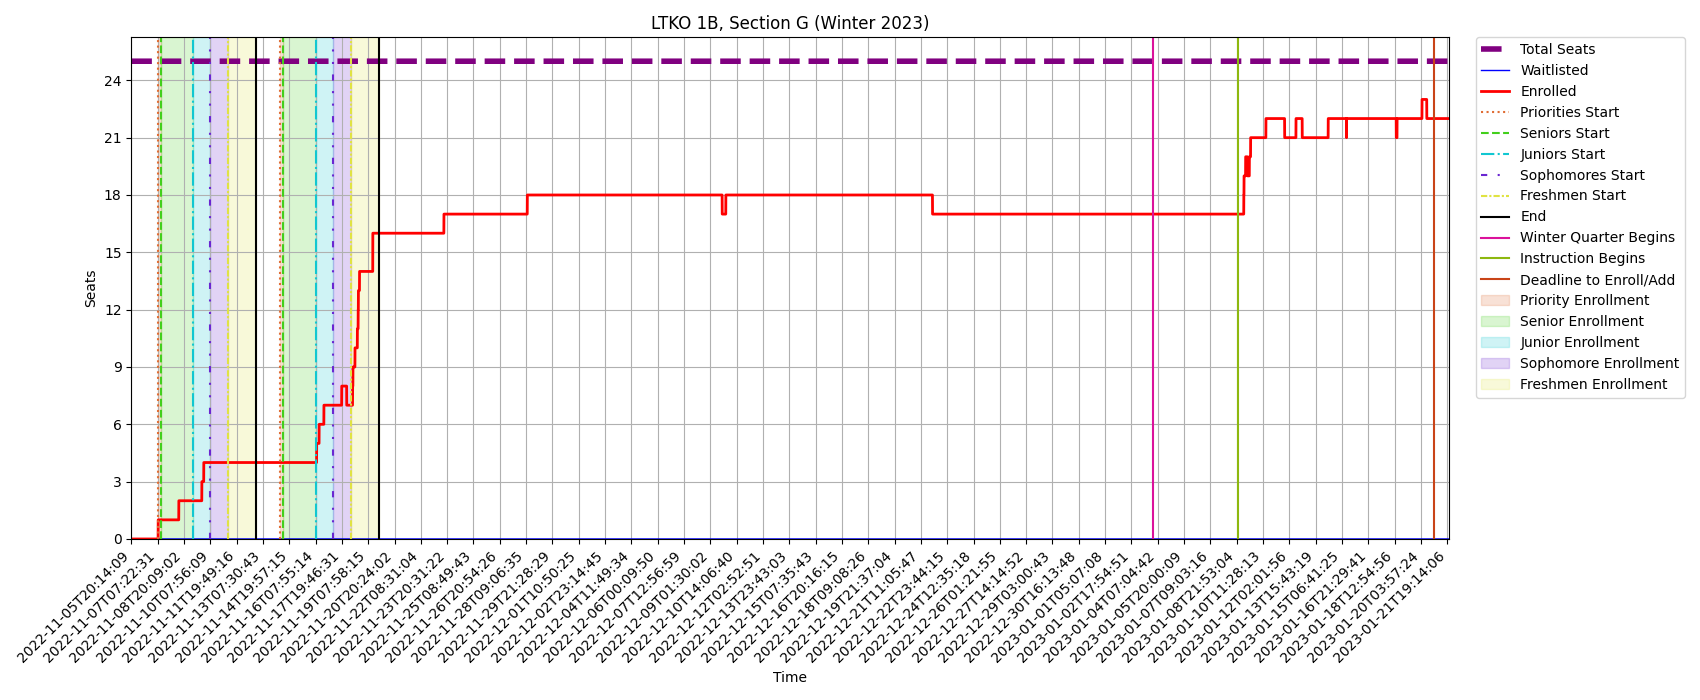 LTKO 1B, Section G (Winter 2023)
Seats
24
21
18
15
12
9
6
3
0
2022-11-05T20:14:09
2022-11-07T07:22:31
2022-11-08T20:09:02
2022-11-10T07:56:09
2022-11-11T19:49:16
2022-11-13T07:30:43
2022-11-14T19:57:15
2022-11-16T07:55:14
2022-11-17T19:46:31
2022-11-19T07:58:15
2022-11-20T20:24:02
2022-11-22T08:31:04
2022-11-23T20:31:22
2022-11-25T08:49:43
2022-11-26T20:54:26
2022-11-28T09:06:35
2022-11-29T21:28:29
2022-12-01T10:50:25
2022-12-02T23:14:45
2022-12-04T11:49:34
2022-12-06T00:09:50
2022-12-07T12:56:59
2022-12-09T01:30:02
2022-12-10T14:06:40
2022-12-12T02:52:51
2022-12-13T23:43:03
2022-12-15T07:35:43
2022-12-16T20:16:15
2022-12-18T09:08:26
2022-12-19T21:37:04
2022-12-21T11:05:47
2022-12-22T23:44:15
2022-12-24T12:35:18
2022-12-26T01:21:55
2022-12-27T14:14:52
2022-12-29T03:00:43
2022-12-30T16:13:48
2023-01-01T05:07:08
2023-01-02T17:54:51
2023-01-04T07:04:42
2023-01-05T20:00:09
2023-01-07T09:03:16
2023-01-08T21:53:04
2023-01-10T11:28:13
2023-01-12T02:01:56
2023-01-13T15:43:19
2023-01-15T06:41:25
2023-01-16T21:29:41
2023-01-18T12:54:56
2023-01-20T03:57:24
2023-01-21T19:14:06
Time
Total Seats
Waitlisted
Enrolled
Priorities Start
Seniors Start
Juniors Start
Sophomores Start
Freshmen Start
End
Winter Quarter Begins
Instruction Begins
Deadline to Enroll/Add
Priority Enrollment
Senior Enrollment
Junior Enrollment
Sophomore Enrollment
Freshmen Enrollment